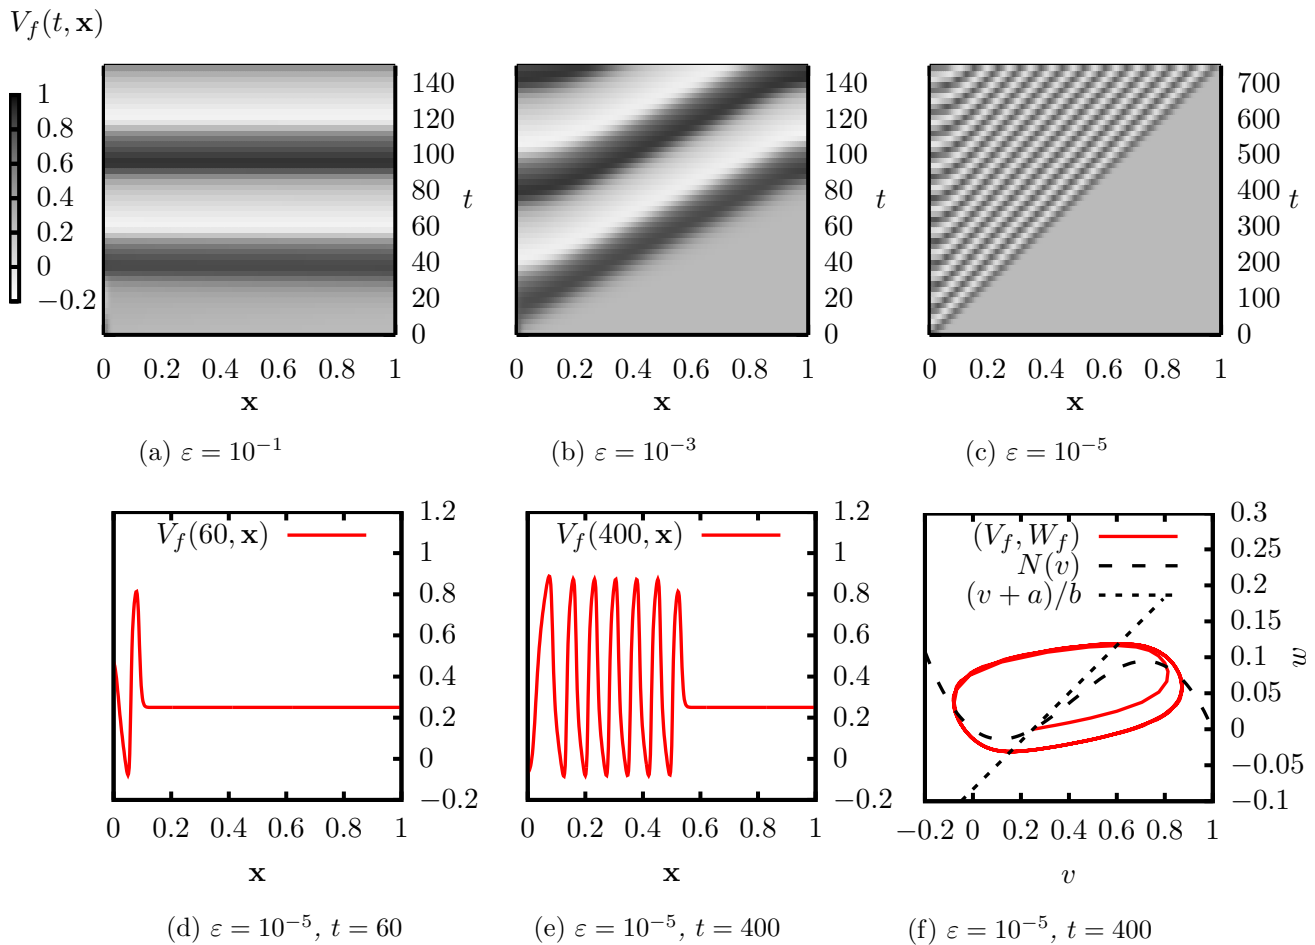 V_f(t, x)
1
0.8
0.6
0.4
0.2
0
−0.2
140
120
100
80
60
40
20
0
t
0 0.2 0.4 0.6 0.8 1
x
(a) ε = 10⁻¹
140
120
100
80
60
40
20
0
t
0 0.2 0.4 0.6 0.8 1
x
(b) ε = 10⁻³
700
600
500
400
300
200
100
0
t
0 0.2 0.4 0.6 0.8 1
x
(c) ε = 10⁻⁵
V_f(60, x)
1.2
1
0.8
0.6
0.4
0.2
0
−0.2
0 0.2 0.4 0.6 0.8 1
x
(d) ε = 10⁻⁵, t = 60
V_f(400, x)
1.2
1
0.8
0.6
0.4
0.2
0
−0.2
0 0.2 0.4 0.6 0.8 1
x
(e) ε = 10⁻⁵, t = 400
(V_f, W_f)
N(v)
(v + a)/b
0.3
0.25
0.2
0.15
0.1
0.05
0
−0.05
−0.1
w
−0.2 0 0.2 0.4 0.6 0.8 1
v
(f) ε = 10⁻⁵, t = 400